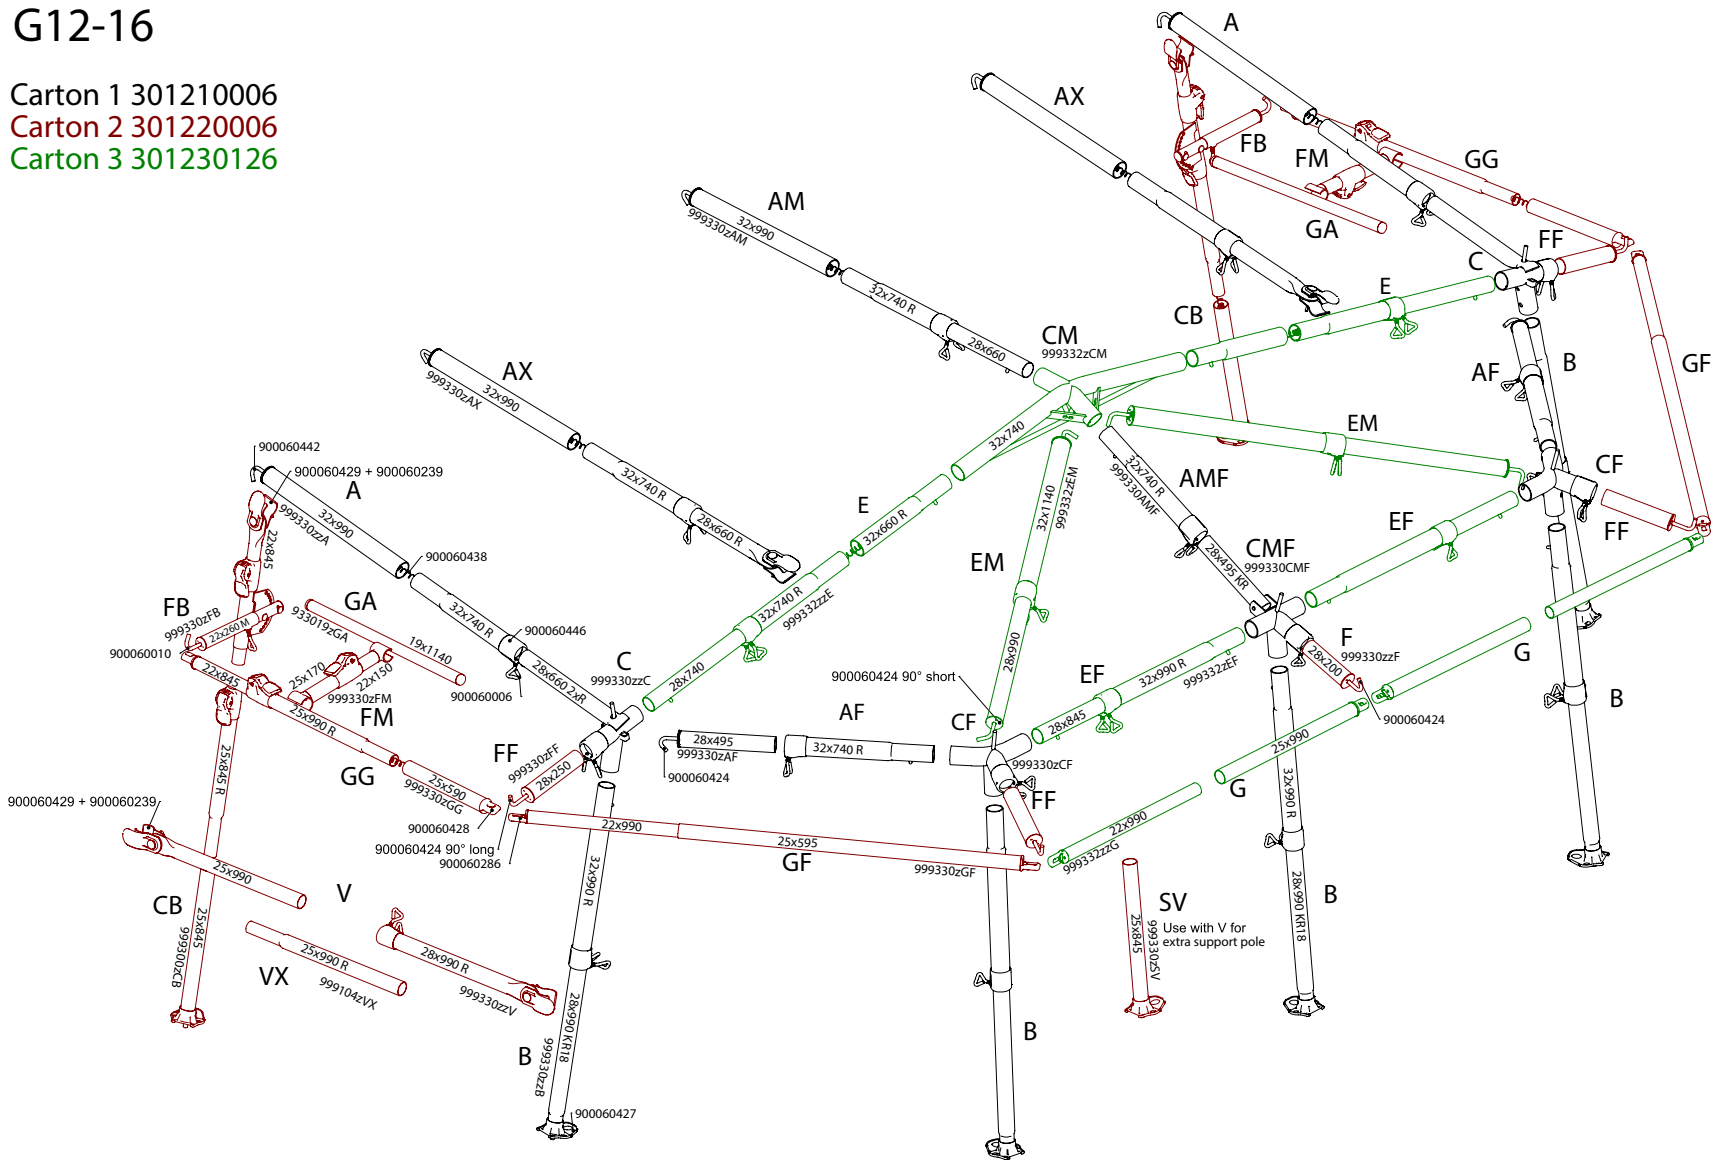 G12-16
Carton 1 301210006
Carton 2 301220006
Carton 3 301230126
A
AX
FB
FM
GG
GA
FF
C
E
CB
AM
32x990
999330zAM
32x740 R
28x660
CM
999332zCM
AF
B
GF
AX
32x990
999330zAX
32x740 R
28x660 R
32x740
EM
32x740 R
999330AMF
AMF
28x495 KR
CMF
999330CMF
EF
CF
FF
900060442
900060429 + 900060239
A
32x990
999330zzA
900060438
32x740 R
900060446
28x660 2xR
900060006
22x845
E
32x660 R
32x740 R
999332zzE
28x740
32x1140
999332zEM
EM
28x990
FB
999330zFB
22x260 M
900060010
GA
933019zGA
19x1140
22x845
25x170
22x150
999330zFM
FM
25x990 R
GG
25x590
999330zGG
C
999330zzC
900060424 90° short
F
28x200
999330zzF
900060424
G
B
EF
32x990 R
999332zEF
28x845
AF
28x495
999330zAF
900060424
32x740 R
CF
999330zCF
FF
999330zFF
28x250
900060428
900060424 90° long
900060286
22x990
25x595
GF
999330zGF
FF
22x990
999332zzG
G
25x990
32x990 R
28x990 KR18
B
900060429 + 900060239
25x845 R
25x990
CB
25x845
999300zCB
V
VX
25x990 R
999104zVX
28x990 R
999330zzV
32x990 R
28x990 KR18
B
999330zzB
900060427
B
SV
Use with V for
extra support pole
25x845
999330zSV